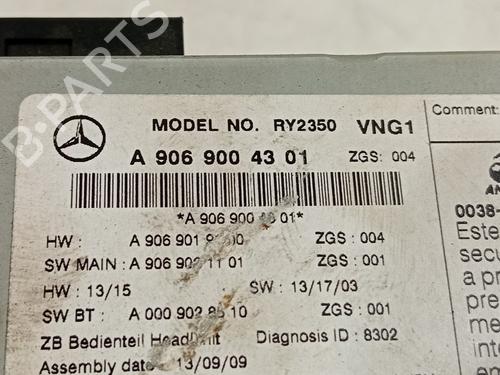 MODEL NO. RY2350 VNG1
A 906 900 43 01 ZGS: 004
*A 906 900 01*
HW : A 906 901 ZGS : 004
SW MAIN : A 906 902 11 01 ZGS : 001
HW : 13/15 SW : 13/17/03
SW BT : A 000 902 10 ZGS : 001
ZB Bedienteil Diagnosis ID : 8302
Assembly date 13/09/09
Comment:
0038-
Este
secu
a pr
pre
me
inte
B-PARTS